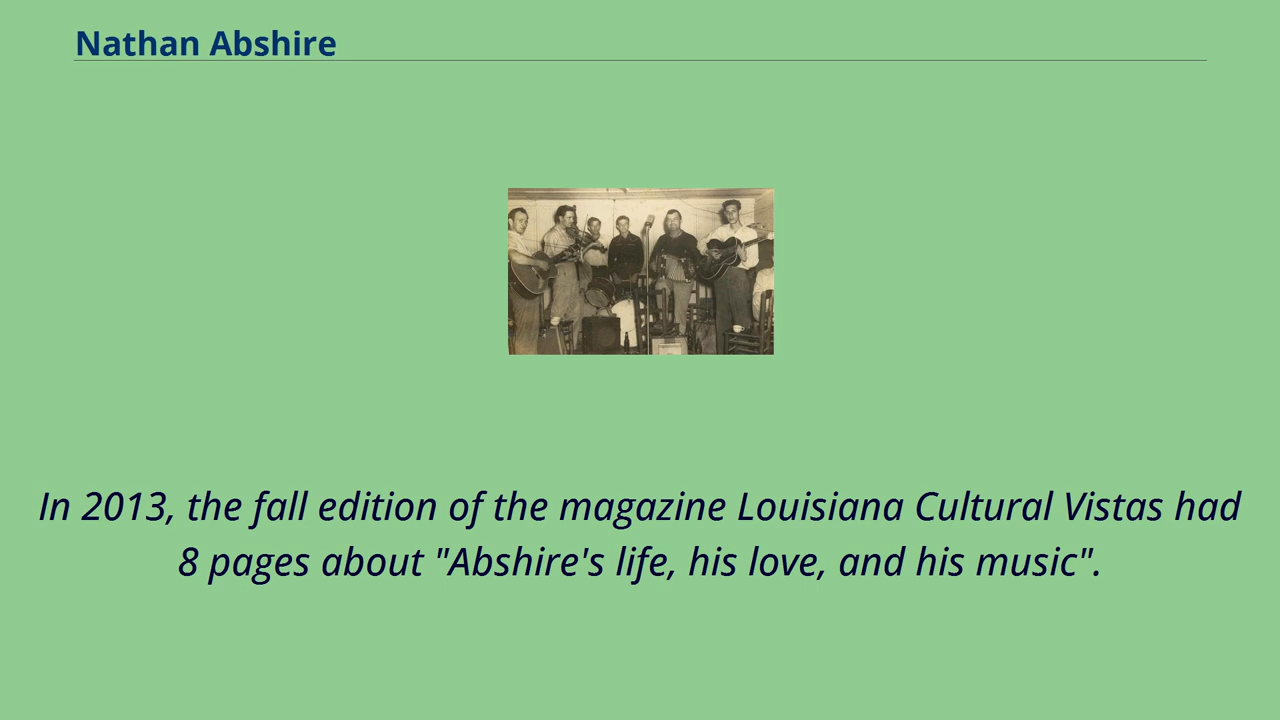 Nathan Abshire
In 2013, the fall edition of the magazine Louisiana Cultural Vistas had
8 pages about "Abshire's life, his love, and his music".